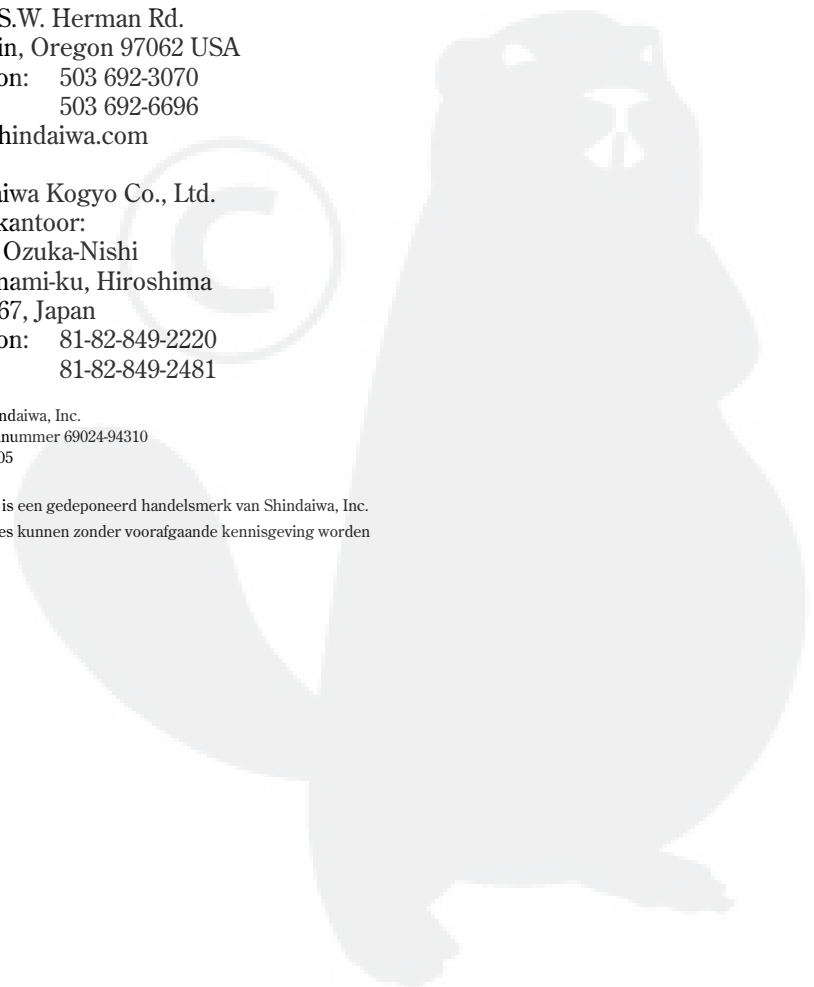 S.W. Herman Rd.
in, Oregon 97062 USA
on: 503 692-3070
503 692-6696
hindaiwa.com
iwa Kogyo Co., Ltd.
kantoor:
Ozuka-Nishi
nami-ku, Hiroshima
67, Japan
on: 81-82-849-2220
81-82-849-2481
ndaiwa, Inc.
nummer 69024-94310
05
is een gedeponeerd handelsmerk van Shindaiwa, Inc.
es kunnen zonder voorafgaande kennisgeving worden
©